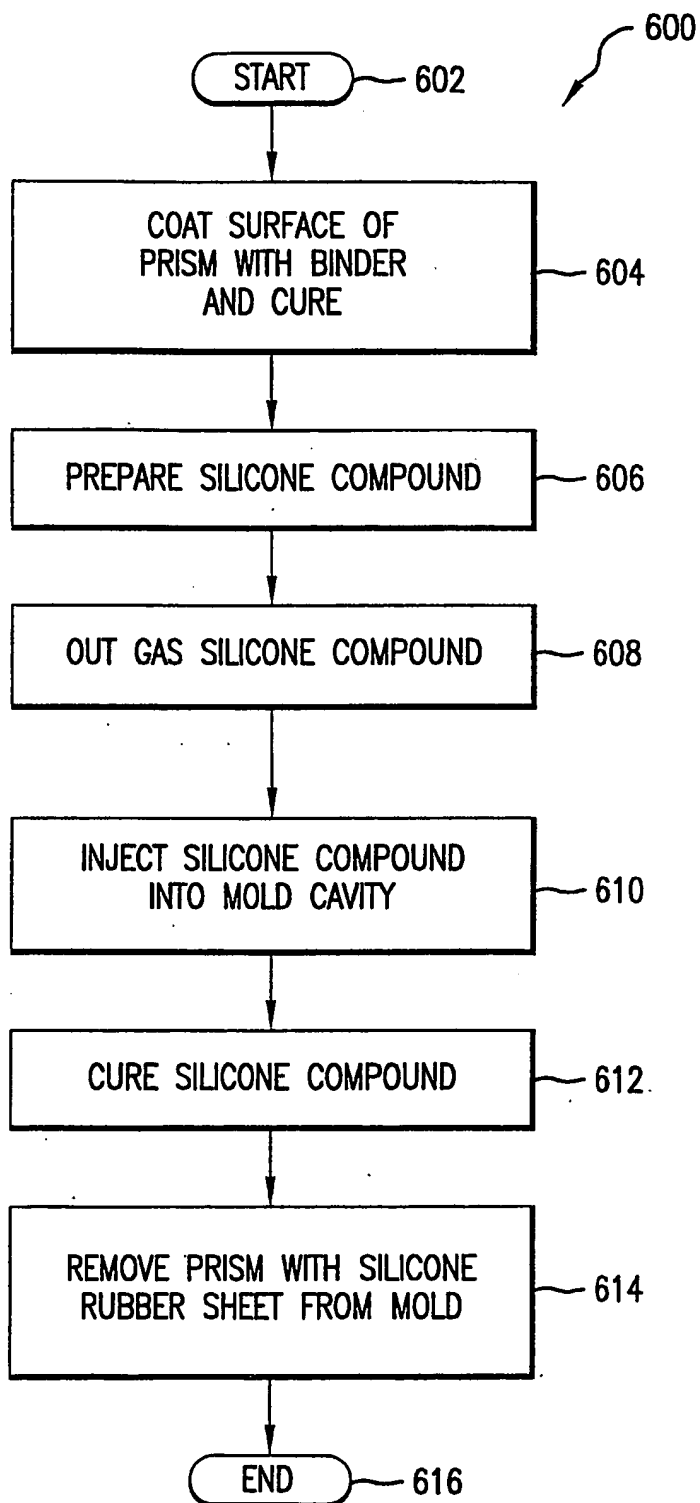 600
START
602
COAT SURFACE OF
PRISM WITH BINDER
AND CURE
604
PREPARE SILICONE COMPOUND
606
OUT GAS SILICONE COMPOUND
608
INJECT SILICONE COMPOUND
INTO MOLD CAVITY
610
CURE SILICONE COMPOUND
612
REMOVE PRISM WITH SILICONE
RUBBER SHEET FROM MOLD
614
END
616